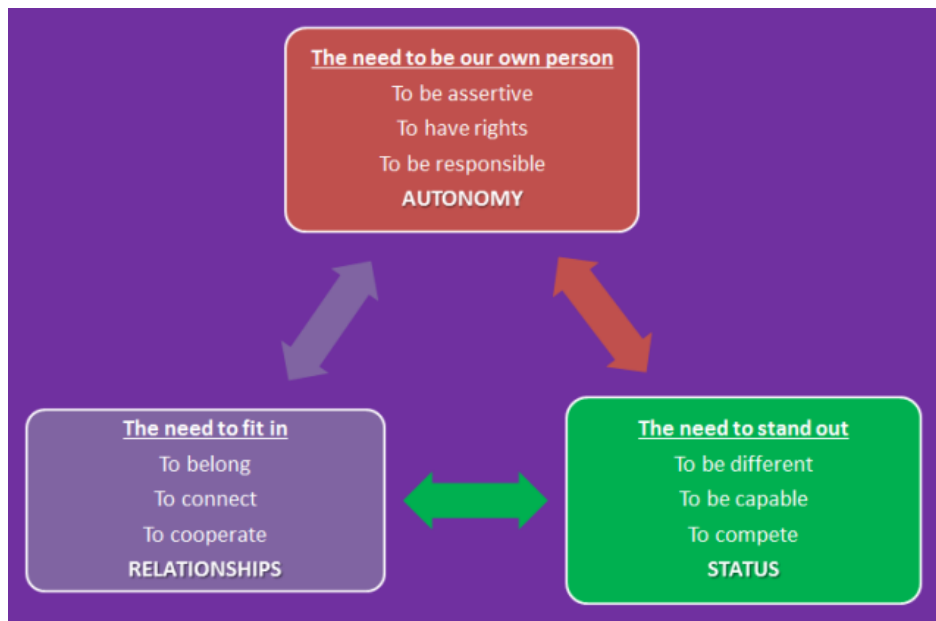 The need to be our own person
To be assertive
To have rights
To be responsible
AUTONOMY
The need to fit in
To belong
To connect
To cooperate
RELATIONSHIPS
The need to stand out
To be different
To be capable
To compete
STATUS